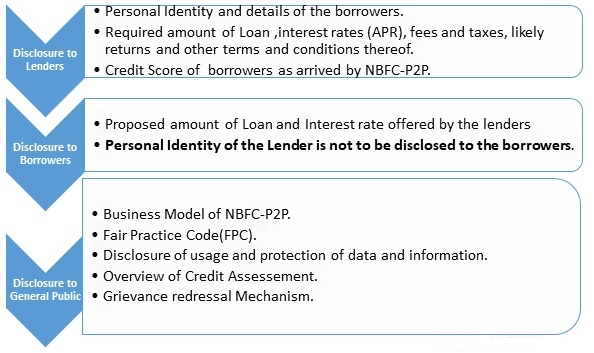 Disclosure to
Lenders
• Personal Identity and details of the borrowers.
• Required amount of Loan ,interest rates (APR), fees and taxes, likely
returns and other terms and conditions thereof.
• Credit Score of borrowers as arrived by NBFC-P2P.
Disclosure to
Borrowers
• Proposed amount of Loan and Interest rate offered by the lenders
• Personal Identity of the Lender is not to be disclosed to the borrowers.
Disclosure to
General Public
• Business Model of NBFC-P2P.
• Fair Practice Code(FPC).
• Disclosure of usage and protection of data and information.
• Overview of Credit Assessement.
• Grievance redressal Mechanism.